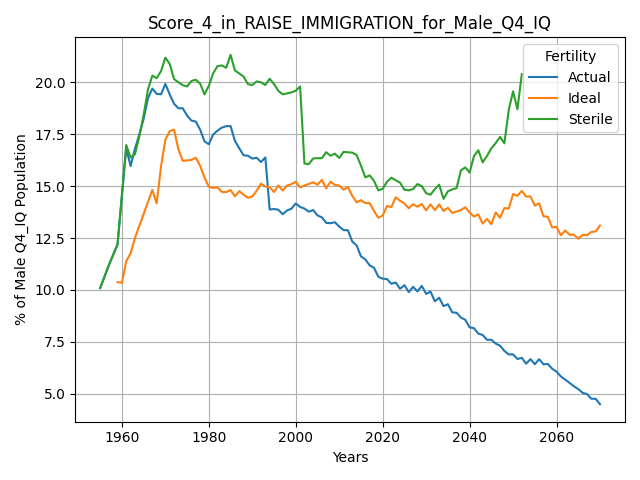 Score_4_in_RAISE_IMMIGRATION_for_Male_Q4_IQ
% of Male Q4_IQ Population
20.0
17.5
15.0
12.5
10.0
7.5
5.0
Fertility
Actual
Ideal
Sterile
1960 1980 2000 2020 2040 2060
Years